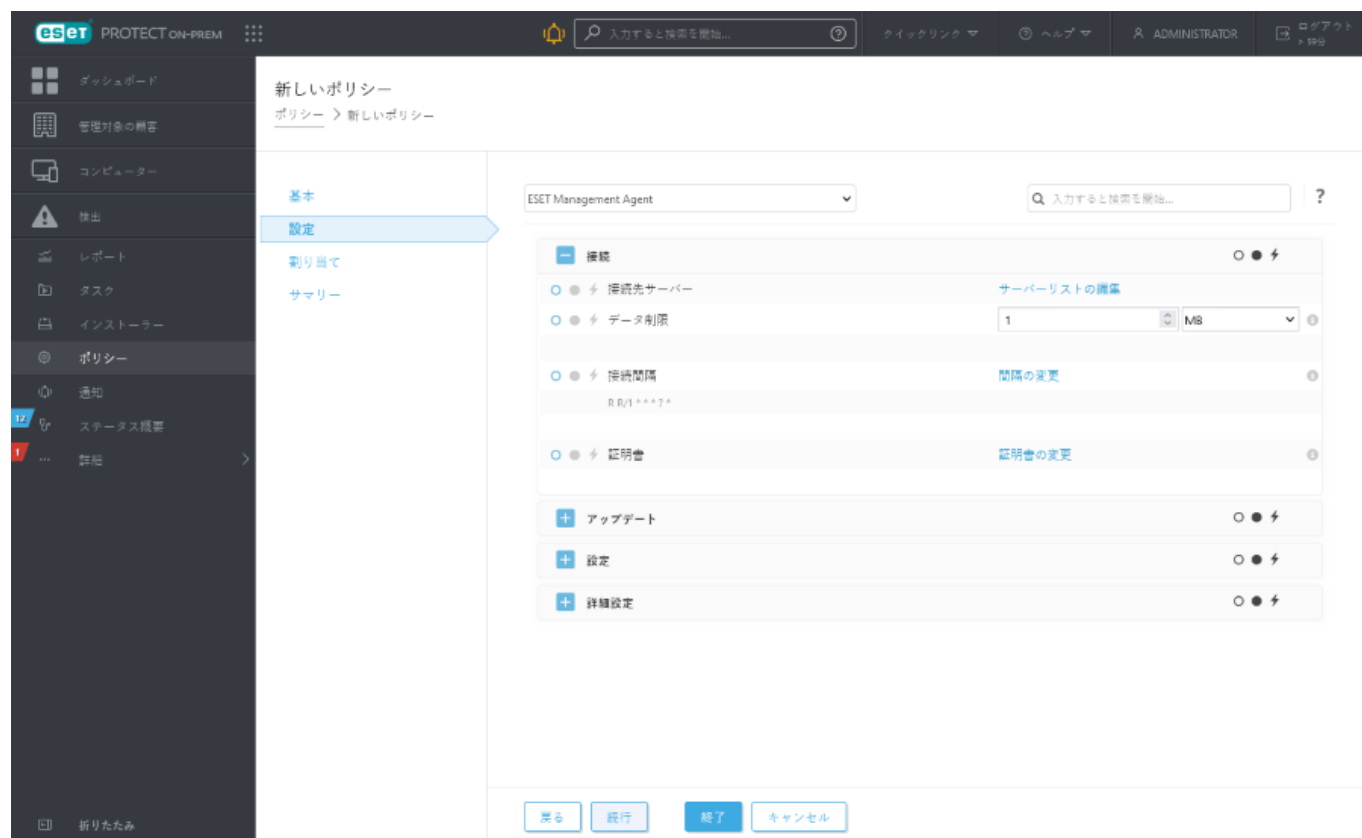 eset PROTECT ON-PREM
入力すると検索を開始...
クイックリンク
ヘルプ
ADMINISTRATOR
ログアウト
> 59分
ダッシュボード
管理対象の顧客
コンピューター
検出
レポート
タスク
インストーラー
ポリシー
通知
12
ステータス概要
1
詳細
折りたたみ
新しいポリシー
ポリシー > 新しいポリシー
基本
設定
割り当て
サマリー
ESET Management Agent
入力すると検索を開始...
?
接続
接続先サーバー サーバーリストの編集
データ制限 1 MB
接続間隔 間隔の変更
R R/1 * * * ? *
証明書 証明書の変更
アップデート
設定
詳細設定
戻る 続行 終了 キャンセル